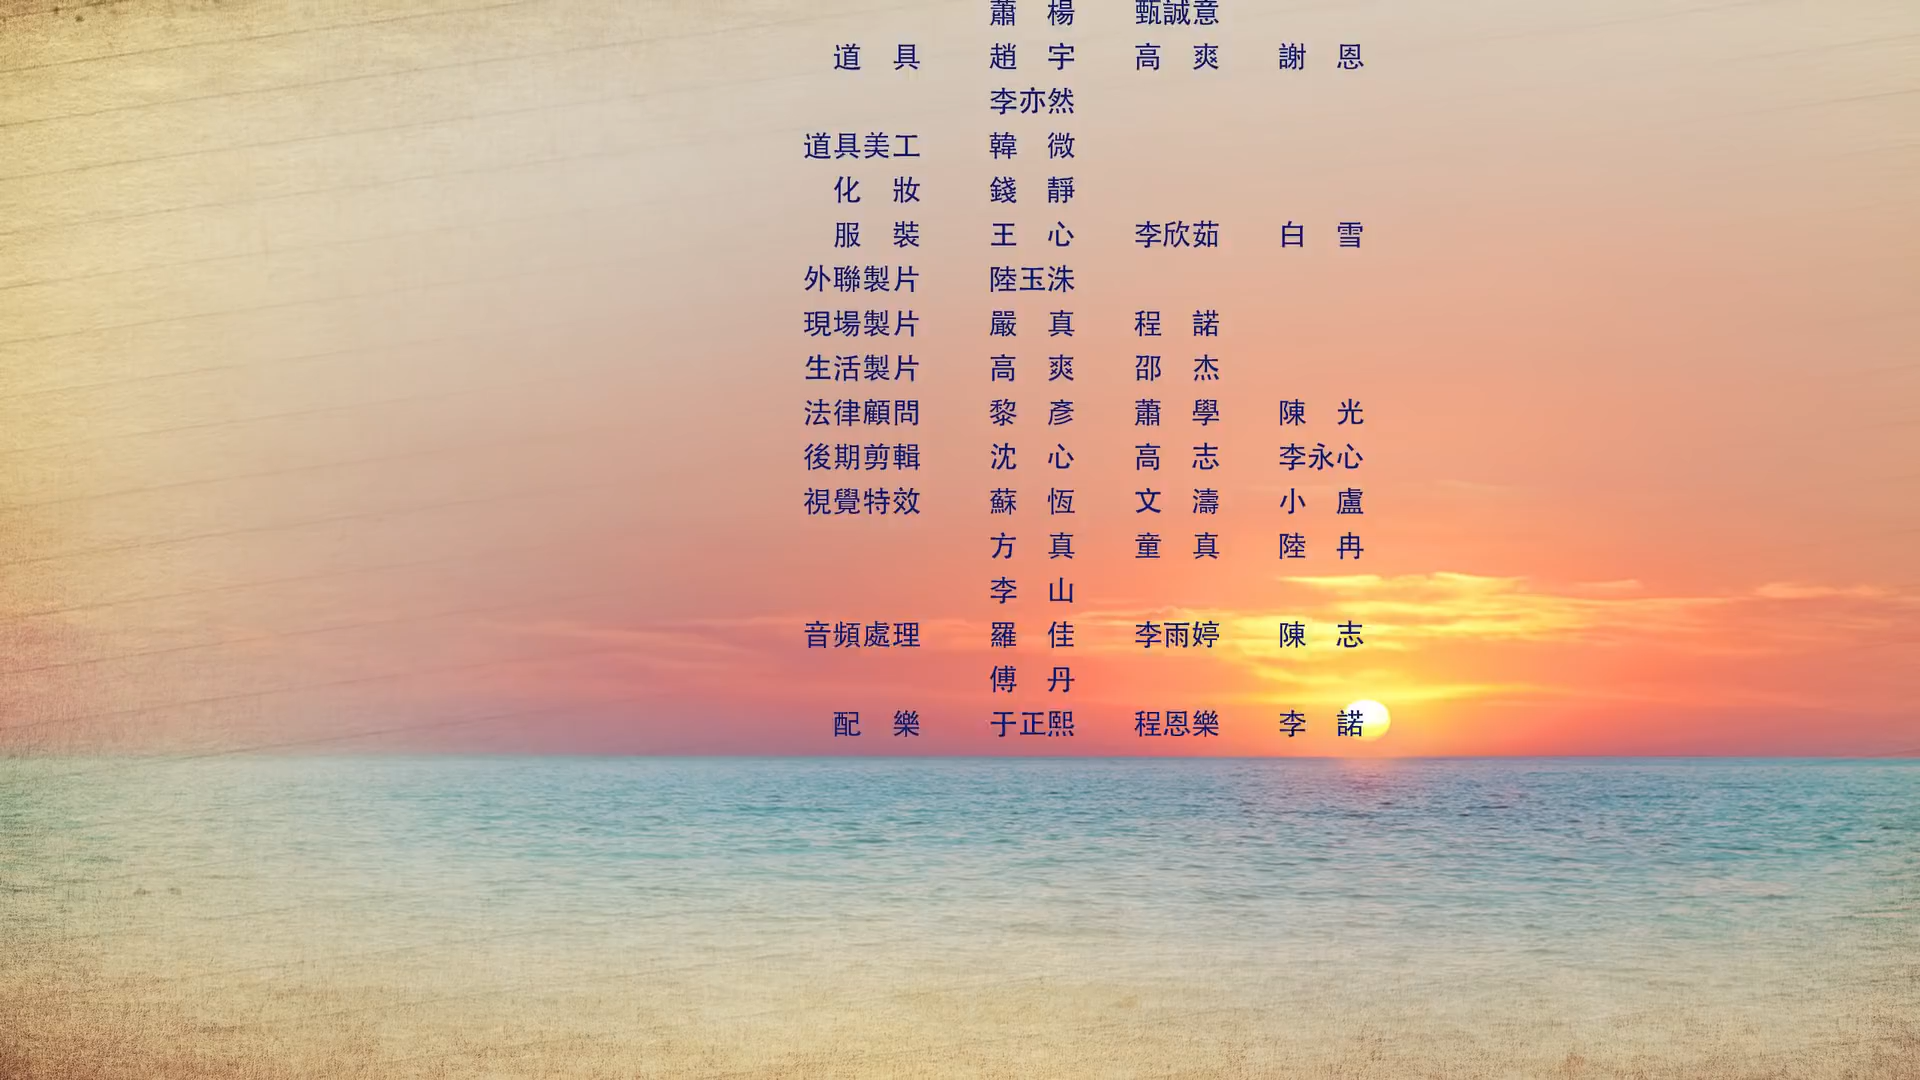 蕭　楊　甄誠意
道　具　趙　宇　高　爽　謝　恩
李亦然
道具美工　韓　微
化　妝　錢　靜
服　裝　王　心　李欣茹　白　雪
外聯製片　陸玉洙
現場製片　嚴　真　程　諾
生活製片　高　爽　邵　杰
法律顧問　黎　彥　蕭　學　陳　光
後期剪輯　沈　心　高　志　李永心
視覺特效　蘇　恆　文　濤　小　盧
方　真　童　真　陸　冉
李　山
音頻處理　羅　佳　李雨婷　陳　志
傅　丹
配　樂　于正熙　程恩樂　李　諾